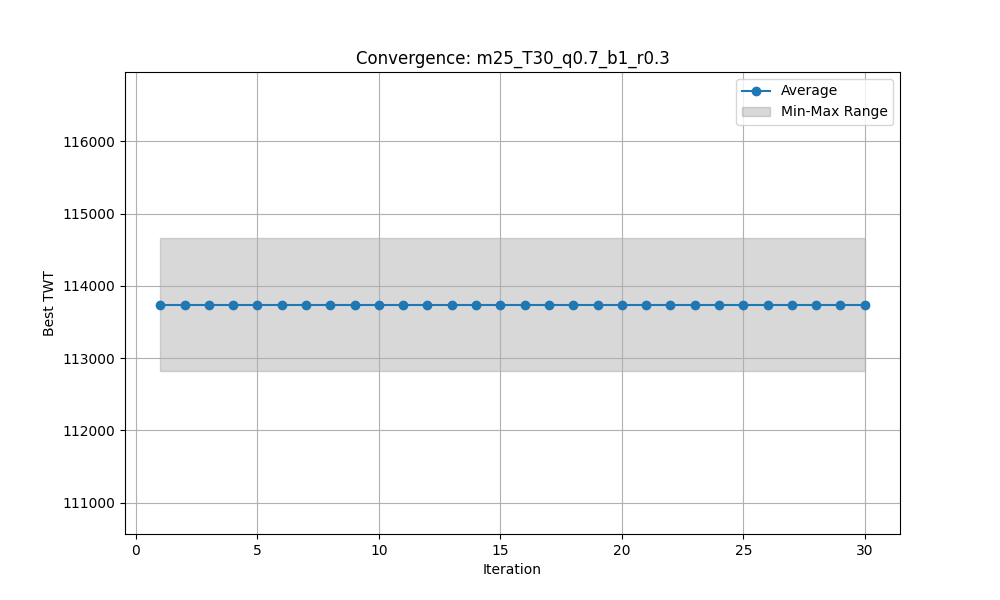 Convergence: m25_T30_q0.7_b1_r0.3
Average
Min-Max Range
116000
115000
114000
113000
112000
111000
Best TWT
0 5 10 15 20 25 30
Iteration